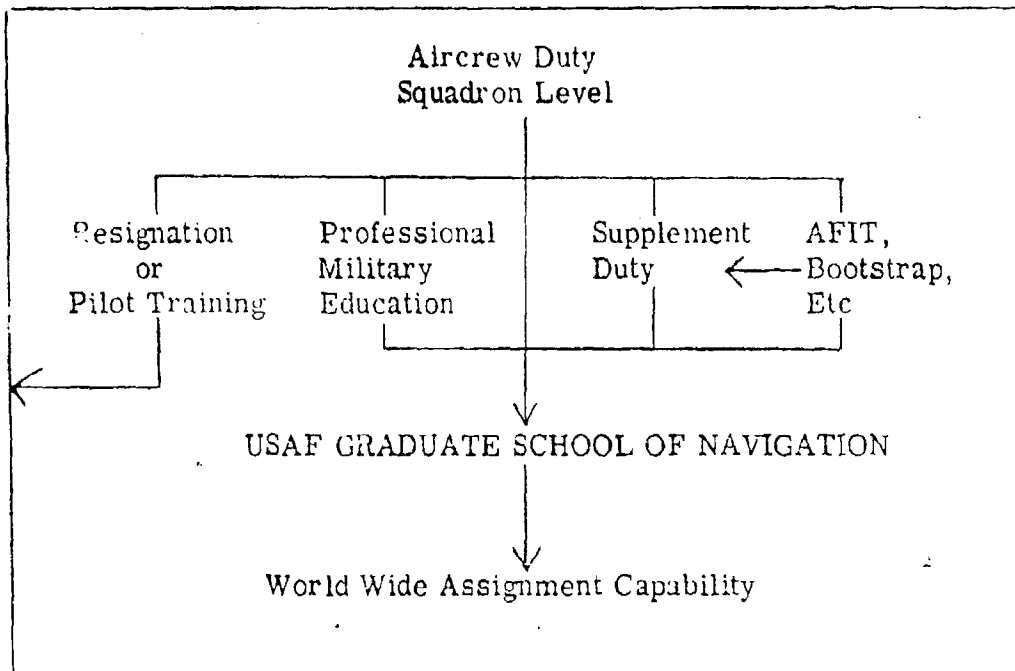 Aircrew Duty
Squadron Level
Resignation
or
Pilot Training
Professional
Military
Education
Supplement
Duty
AFIT,
Bootstrap,
Etc
USAF GRADUATE SCHOOL OF NAVIGATION
World Wide Assignment Capability